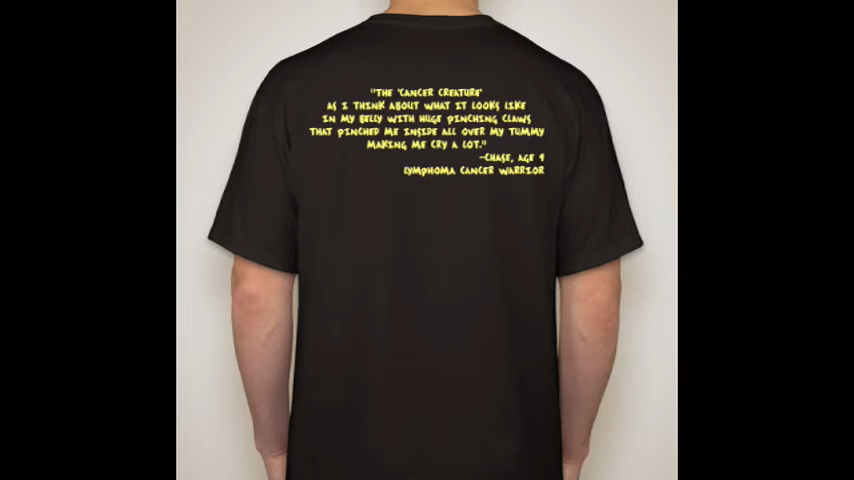 "THE 'CANCER CREATURE'
AS I THINK ABOUT WHAT IT LOOKS LIKE
IN MY BELLY WITH HUGE PINCHING CLAWS
THAT PINCHED ME INSIDE ALL OVER MY TUMMY
MAKING ME CRY A LOT."
-CHASE, AGE 9
LYMPHOMA CANCER WARRIOR